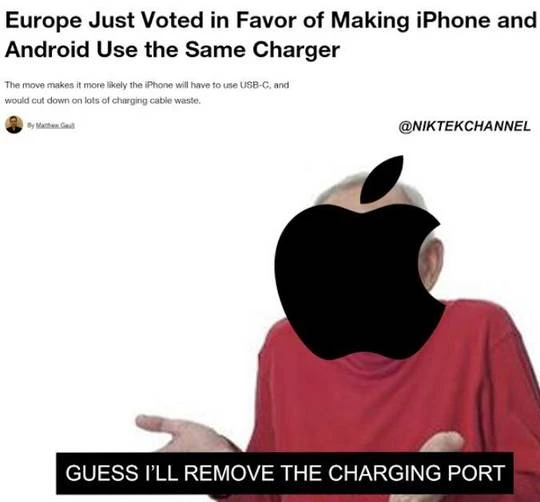 Europe Just Voted in Favor of Making iPhone and
Android Use the Same Charger
The move makes it more likely the iPhone will have to use USB-C, and
would cut down on lots of charging cable waste.
By Matthew Gault
@NIKTEKCHANNEL
GUESS I'LL REMOVE THE CHARGING PORT